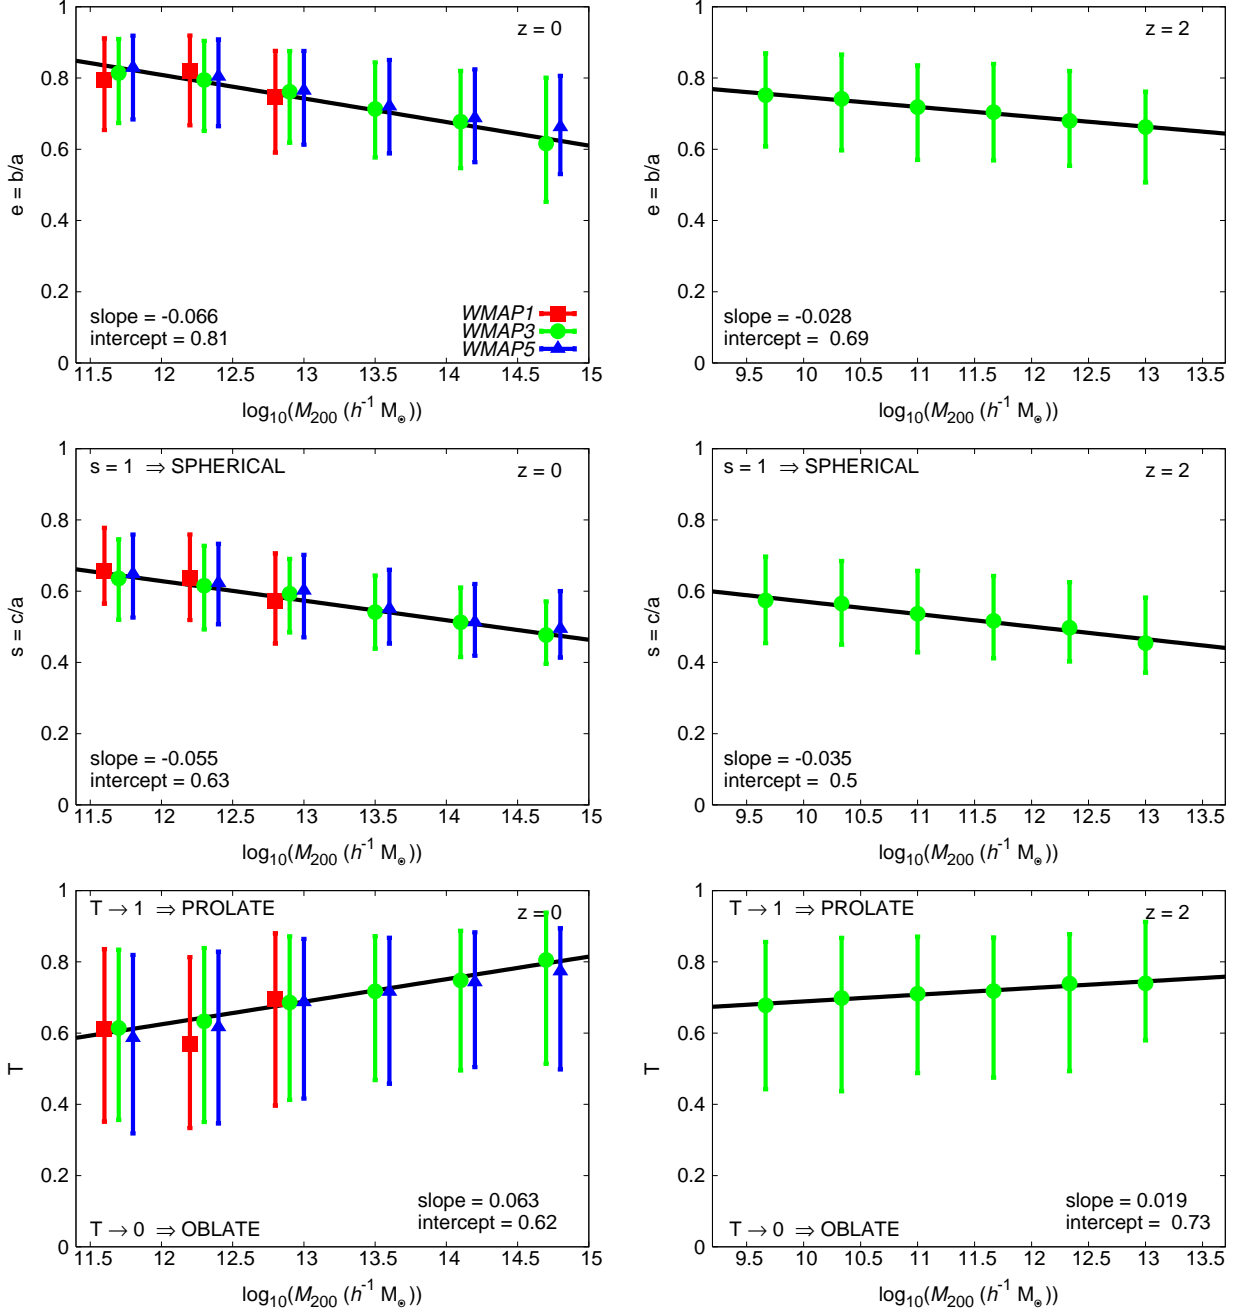 1
0.8
0.6
0.4
0.2
0
e = b/a
z = 0
slope = -0.066
intercept = 0.81
WMAP1
WMAP3
WMAP5
11.5 12 12.5 13 13.5 14 14.5 15
log10(M200 (h-1 M⊙))
1
0.8
0.6
0.4
0.2
0
e = b/a
z = 2
slope = -0.028
intercept = 0.69
9.5 10 10.5 11 11.5 12 12.5 13 13.5
log10(M200 (h-1 M⊙))
1
0.8
0.6
0.4
0.2
0
s = c/a
s = 1 ⇒ SPHERICAL
z = 0
slope = -0.055
intercept = 0.63
11.5 12 12.5 13 13.5 14 14.5 15
log10(M200 (h-1 M⊙))
1
0.8
0.6
0.4
0.2
0
s = c/a
s = 1 ⇒ SPHERICAL
z = 2
slope = -0.035
intercept = 0.5
9.5 10 10.5 11 11.5 12 12.5 13 13.5
log10(M200 (h-1 M⊙))
1
0.8
0.6
0.4
0.2
0
T
T → 1 ⇒ PROLATE
z = 0
slope = 0.063
intercept = 0.62
T → 0 ⇒ OBLATE
11.5 12 12.5 13 13.5 14 14.5 15
log10(M200 (h-1 M⊙))
1
0.8
0.6
0.4
0.2
0
T
T → 1 ⇒ PROLATE
z = 2
slope = 0.019
intercept = 0.73
T → 0 ⇒ OBLATE
9.5 10 10.5 11 11.5 12 12.5 13 13.5
log10(M200 (h-1 M⊙))